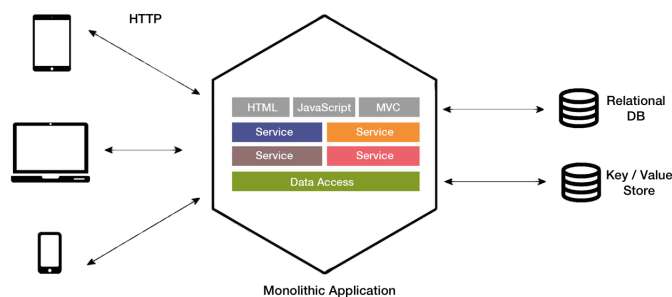 HTTP
HTML JavaScript MVC
Service Service
Service Service
Data Access
Relational
DB
Key / Value
Store
Monolithic Application